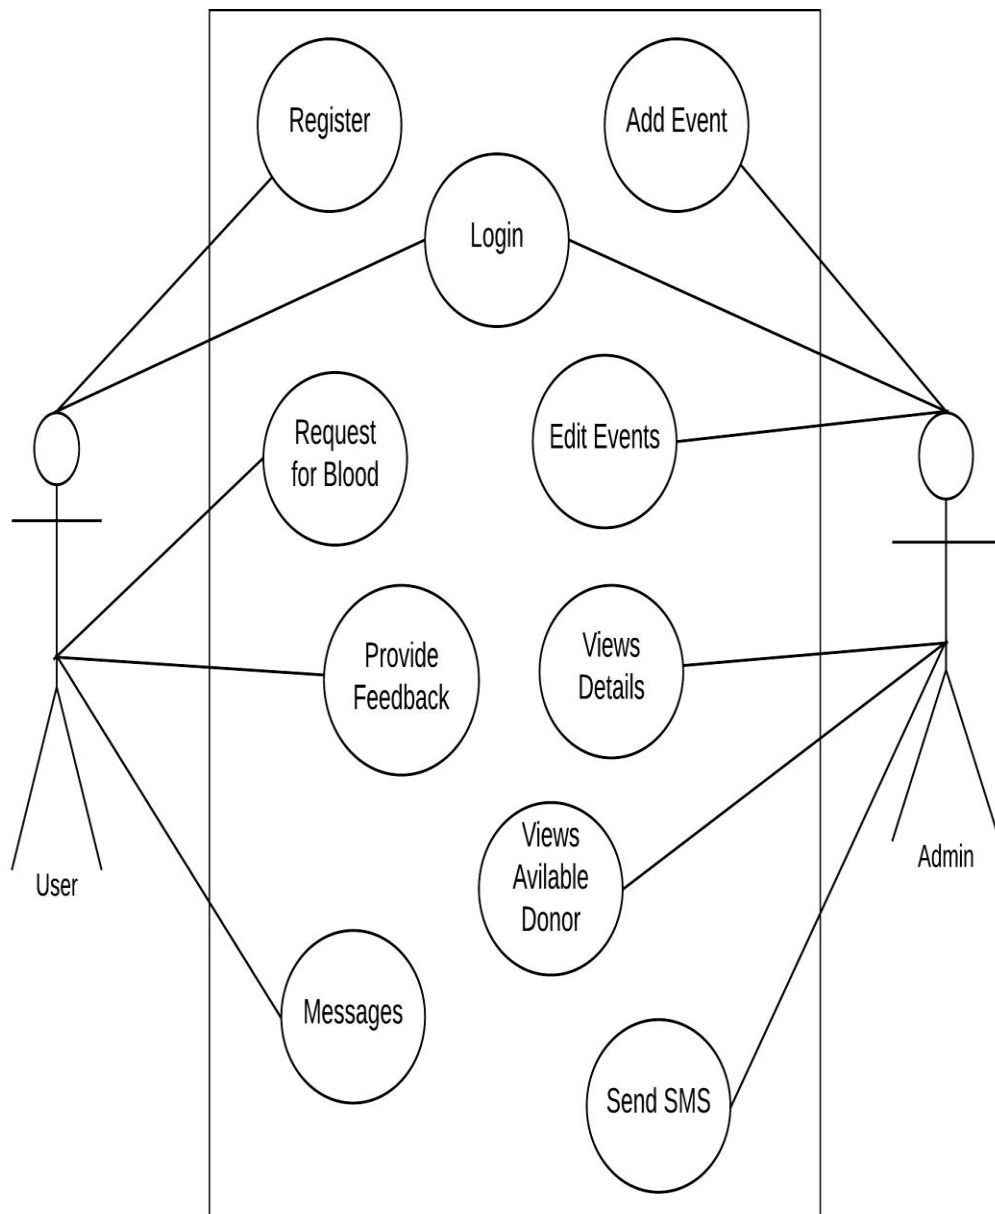 Register
Add Event
Login
Request
for Blood
Edit Events
Provide
Feedback
Views
Details
Views
Avilable
Donor
User
Admin
Messages
Send SMS